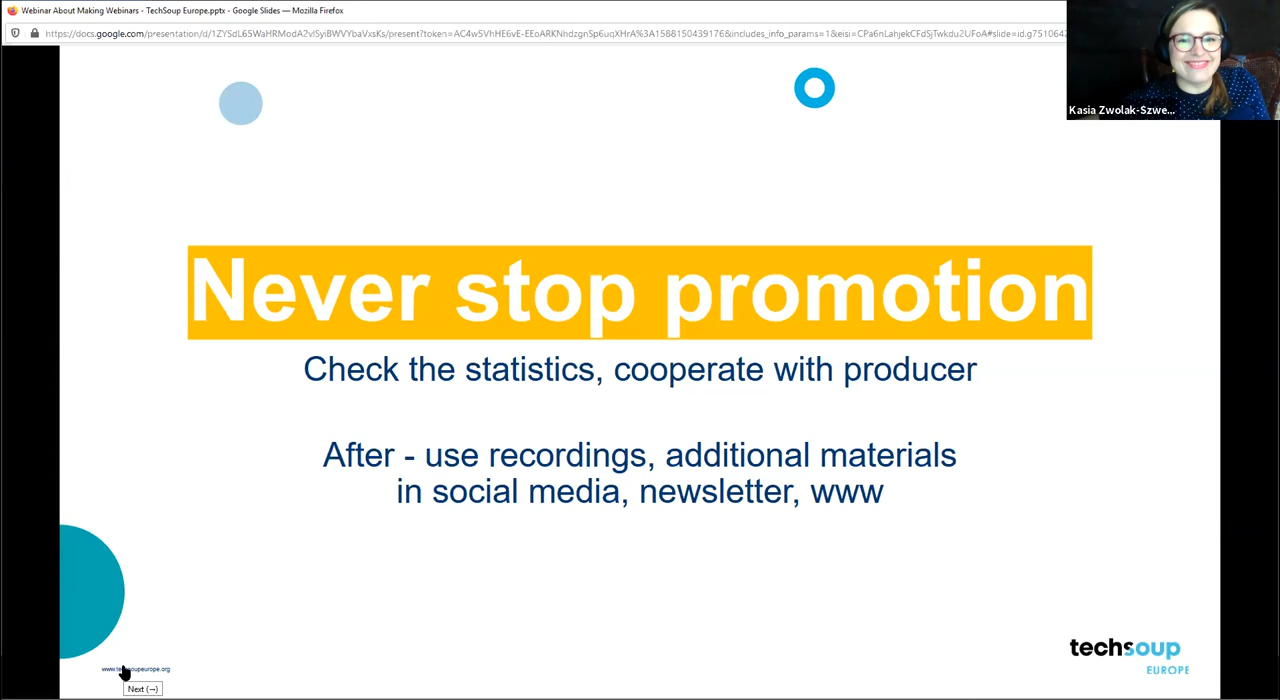 Webinar About Making Webinars - TechSoup Europe.pptx - Google Slides — Mozilla Firefox
Kasia Zwolak-Szwe...
Never stop promotion
Check the statistics, cooperate with producer
After - use recordings, additional materials
in social media, newsletter, www
techsoup
EUROPE
Next (→)